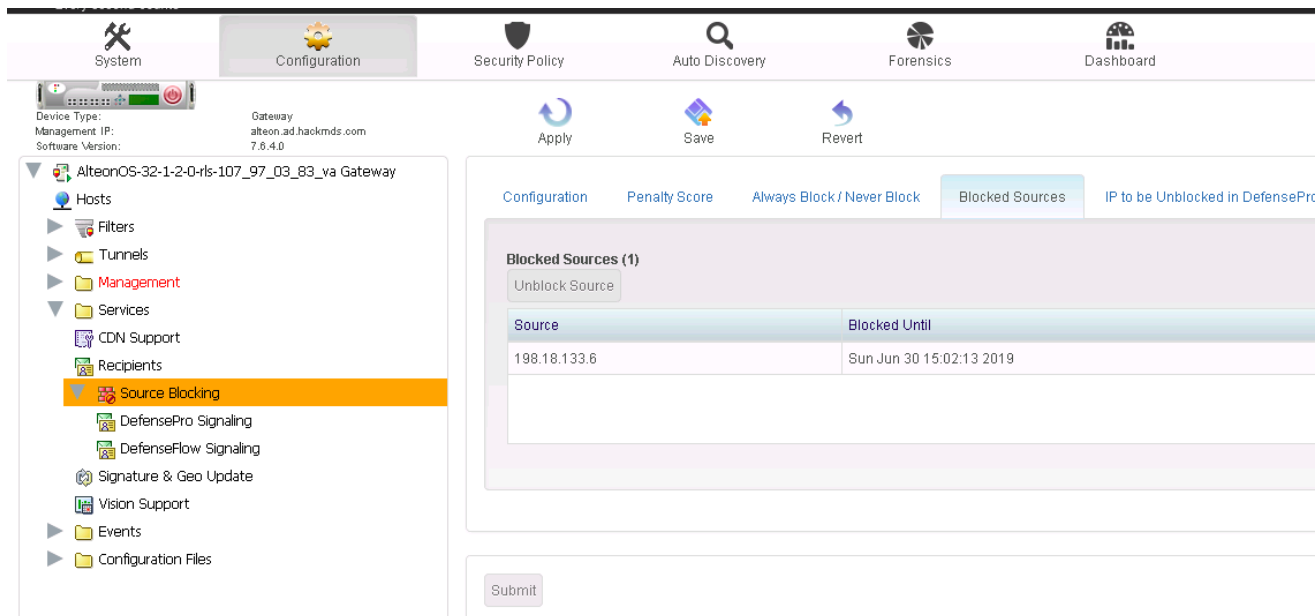 System
Configuration
Security Policy
Auto Discovery
Forensics
Dashboard
Device Type:
Gateway
Management IP:
alteon.ad.hackmds.com
Software Version:
7.6.4.0
Apply
Save
Revert
AlteonOS-32-1-2-0-rls-107_97_03_83_va Gateway
Hosts
Filters
Tunnels
Management
Services
CDN Support
Recipients
Source Blocking
DefensePro Signaling
DefenseFlow Signaling
Signature & Geo Update
Vision Support
Events
Configuration Files
Configuration
Penalty Score
Always Block / Never Block
Blocked Sources
IP to be Unblocked in DefensePro
Blocked Sources (1)
Unblock Source
Source
Blocked Until
198.18.133.6
Sun Jun 30 15:02:13 2019
Submit